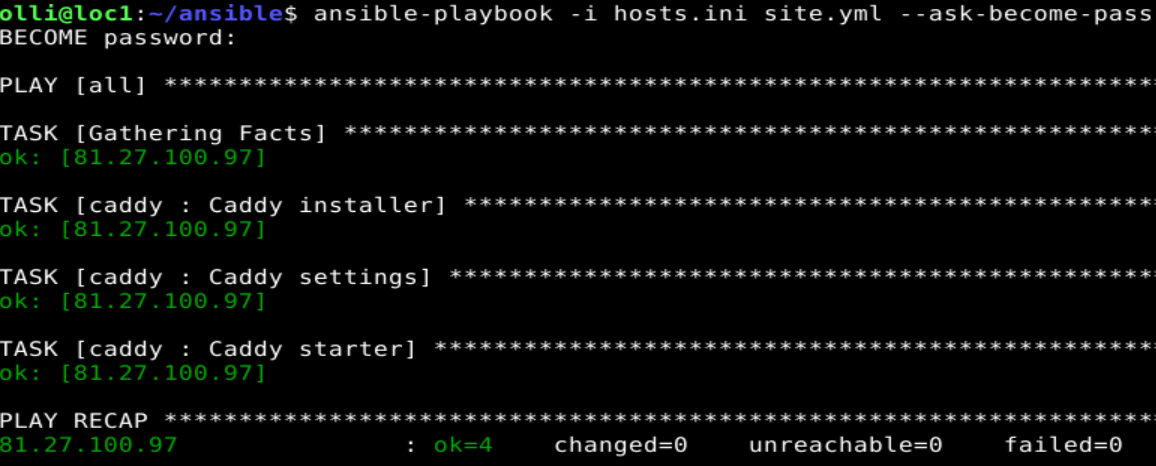 olli@loc1:~/ansible$ ansible-playbook -i hosts.ini site.yml --ask-become-pass
BECOME password:
PLAY [all] ******************************************************************
TASK [Gathering Facts] ******************************************************
ok: [81.27.100.97]
TASK [caddy : Caddy installer] **********************************************
ok: [81.27.100.97]
TASK [caddy : Caddy settings] ***********************************************
ok: [81.27.100.97]
TASK [caddy : Caddy starter] ************************************************
ok: [81.27.100.97]
PLAY RECAP ******************************************************************
81.27.100.97 : ok=4 changed=0 unreachable=0 failed=0